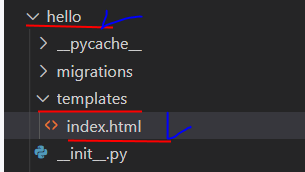 hello
__pycache__
migrations
templates
index.html
__init__.py